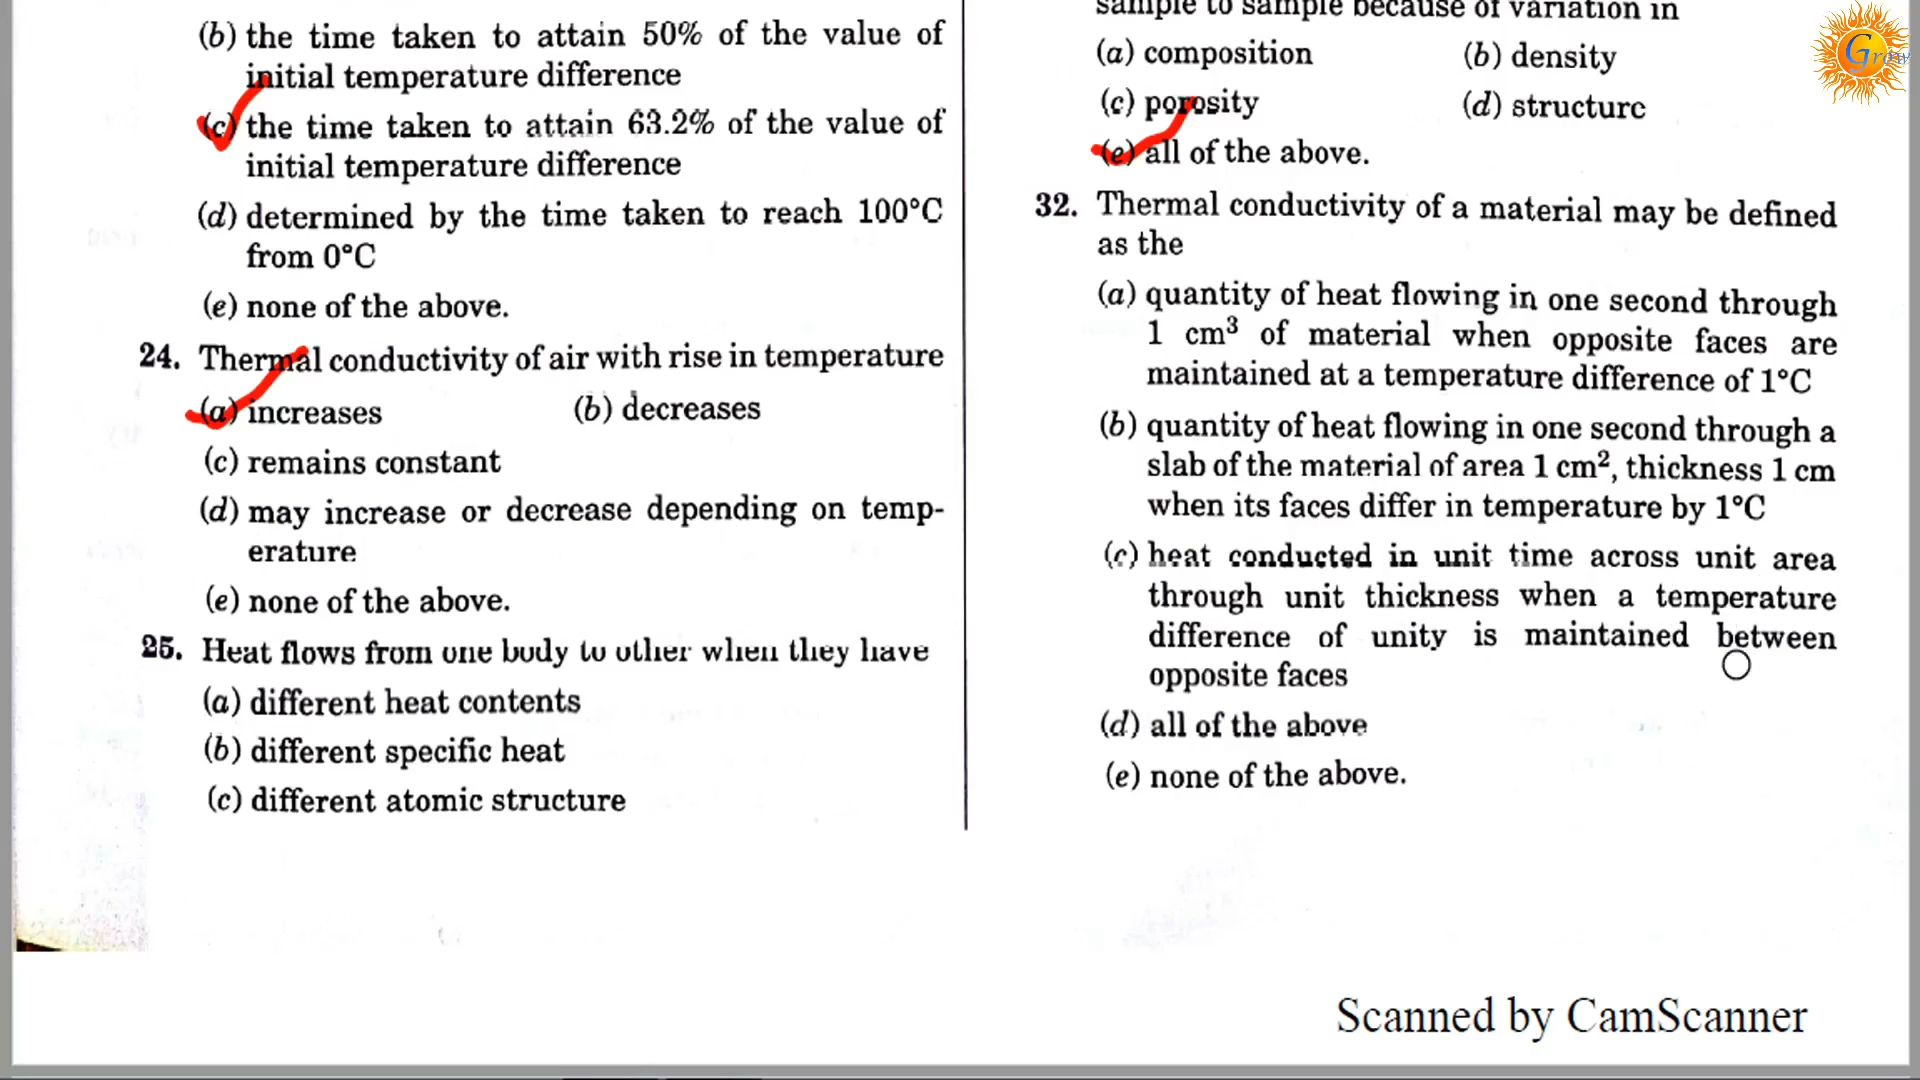 (b) the time taken to attain 50% of the value of
initial temperature difference
(c) the time taken to attain 63.2% of the value of
initial temperature difference
(d) determined by the time taken to reach 100°C
from 0°C
(e) none of the above.
24. Thermal conductivity of air with rise in temperature
(a) increases (b) decreases
(c) remains constant
(d) may increase or decrease depending on temp-
erature
(e) none of the above.
25. Heat flows from one body to other when they have
(a) different heat contents
(b) different specific heat
(c) different atomic structure
sample to sample because of variation in
(a) composition (b) density
(c) porosity (d) structure
(e) all of the above.
32. Thermal conductivity of a material may be defined
as the
(a) quantity of heat flowing in one second through
1 cm³ of material when opposite faces are
maintained at a temperature difference of 1°C
(b) quantity of heat flowing in one second through a
slab of the material of area 1 cm², thickness 1 cm
when its faces differ in temperature by 1°C
(c) heat conducted in unit time across unit area
through unit thickness when a temperature
difference of unity is maintained between
opposite faces
(d) all of the above
(e) none of the above.
Grow
Scanned by CamScanner